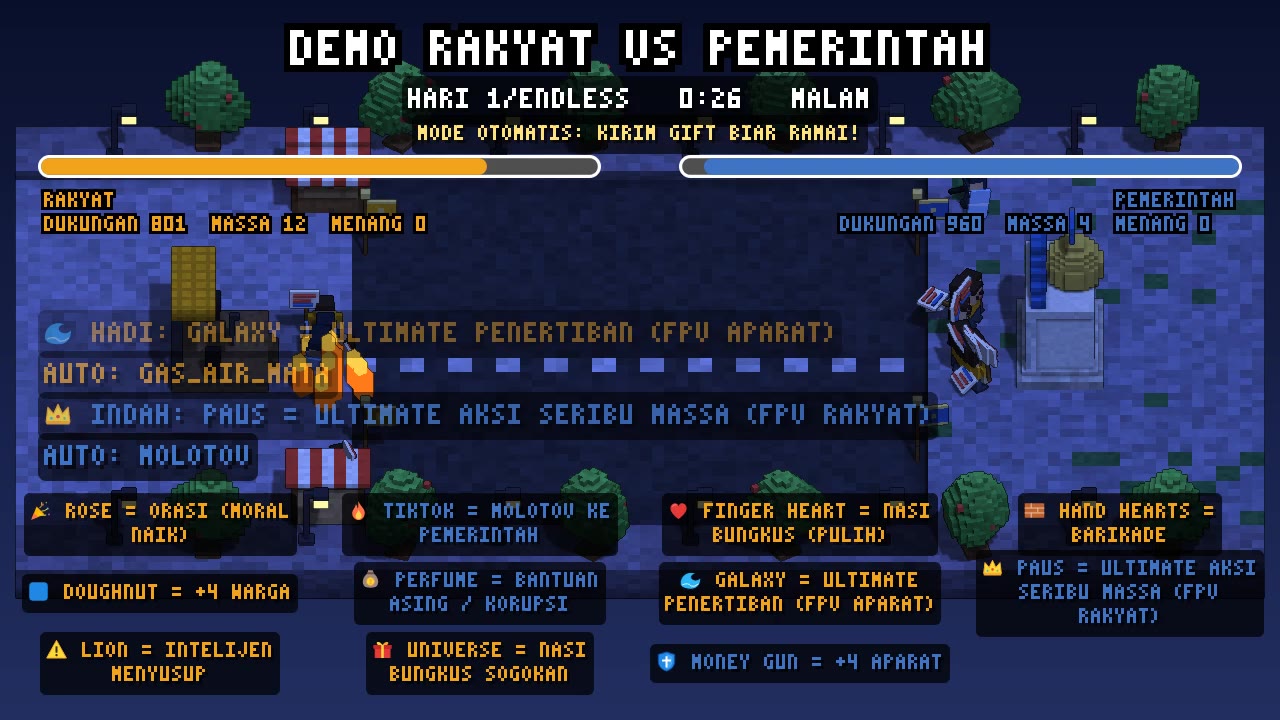 DEMO RAKYAT VS PEMERINTAH
HARI 1/ENDLESS 0:26 MALAM
MODE OTOMATIS: KIRIM GIFT BIAR RAMAI!
RAKYAT
DUKUNGAN 801 MASSA 12 MENANG 0
PEMERINTAH
DUKUNGAN 960 MASSA 4 MENANG 0
HADI: GALAXY = ULTIMATE PENERTIBAN (FPV APARAT)
AUTO: GAS_AIR_MATA
INDAH: PAUS = ULTIMATE AKSI SERIBU MASSA (FPV RAKYAT)
AUTO: MOLOTOV
ROSE = ORASI (MORAL
NAIK)
TIKTOK = MOLOTOV KE
PEMERINTAH
FINGER HEART = NASI
BUNGKUS (PULIH)
HAND HEARTS =
BARIKADE
DOUGHNUT = +4 WARGA
PERFUME = BANTUAN
ASING / KORUPSI
GALAXY = ULTIMATE
PENERTIBAN (FPV APARAT)
PAUS = ULTIMATE AKSI
SERIBU MASSA (FPV
RAKYAT)
LION = INTELIJEN
MENYUSUP
UNIVERSE = NASI
BUNGKUS SOGOKAN
MONEY GUN = +4 APARAT